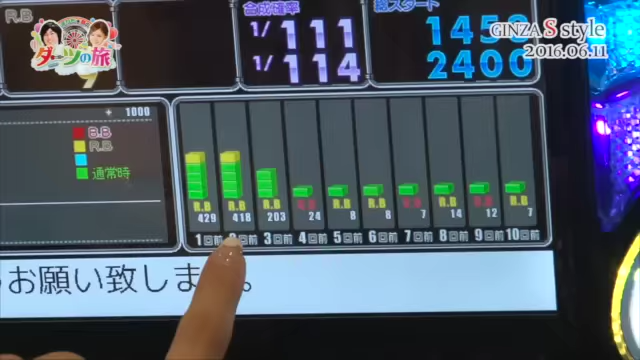 R.B
ダーツの旅
合成確率
1/111
1/114
総スタート
1458
2400
GINZA S style
2016.06.11
1000
B.B
R.B
通常時
R.B R.B R.B B.B R.B R.B B.B R.B B.B R.B
429 418 203 24 8 8 7 14 12 7
1回前 2回前 3回前 4回前 5回前 6回前 7回前 8回前 9回前 10回前
お願い致します。